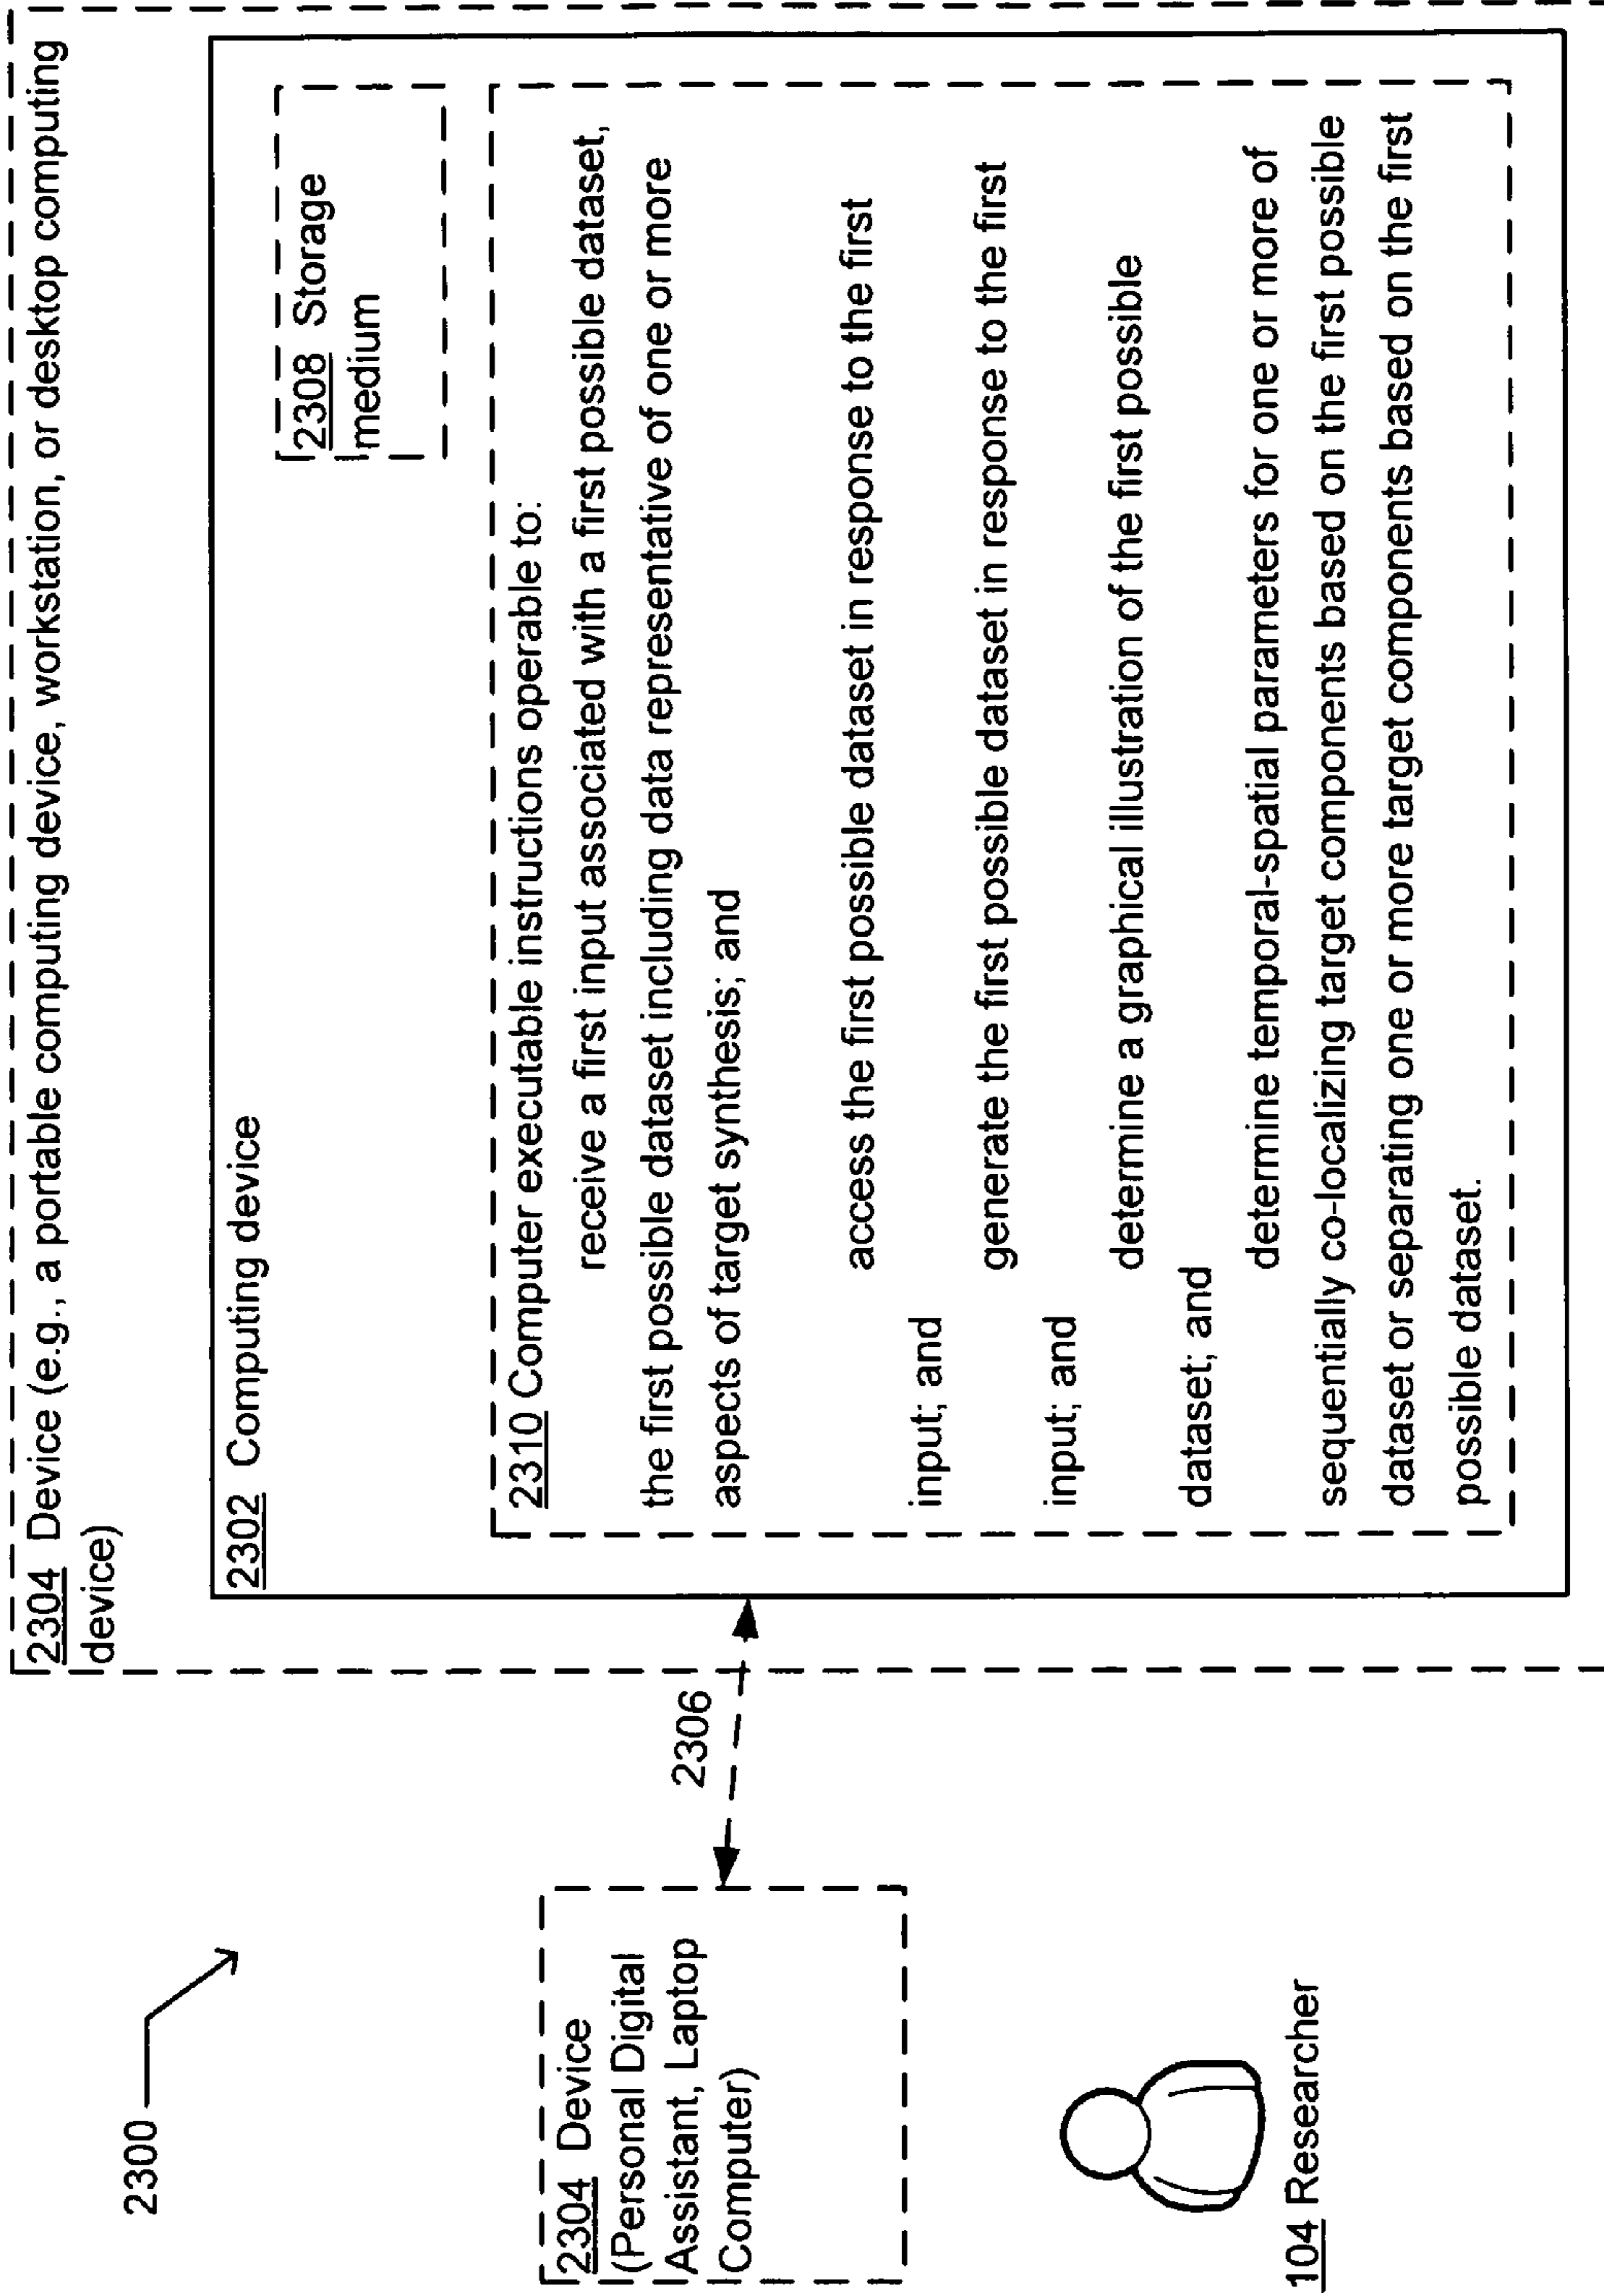 2300
2304 Device
(Personal Digital
Assistant, Laptop
Computer)
104 Researcher
2306
2304 Device (e.g., a portable computing device, workstation, or desktop computing
device)
2302 Computing device
2308 Storage
medium
2310 Computer executable instructions operable to:
receive a first input associated with a first possible dataset,
the first possible dataset including data representative of one or more
aspects of target synthesis; and
access the first possible dataset in response to the first
input; and
generate the first possible dataset in response to the first
input; and
determine a graphical illustration of the first possible
dataset; and
determine temporal-spatial parameters for one or more of
sequentially co-localizing target components based on the first possible
dataset or separating one or more target components based on the first
possible dataset.